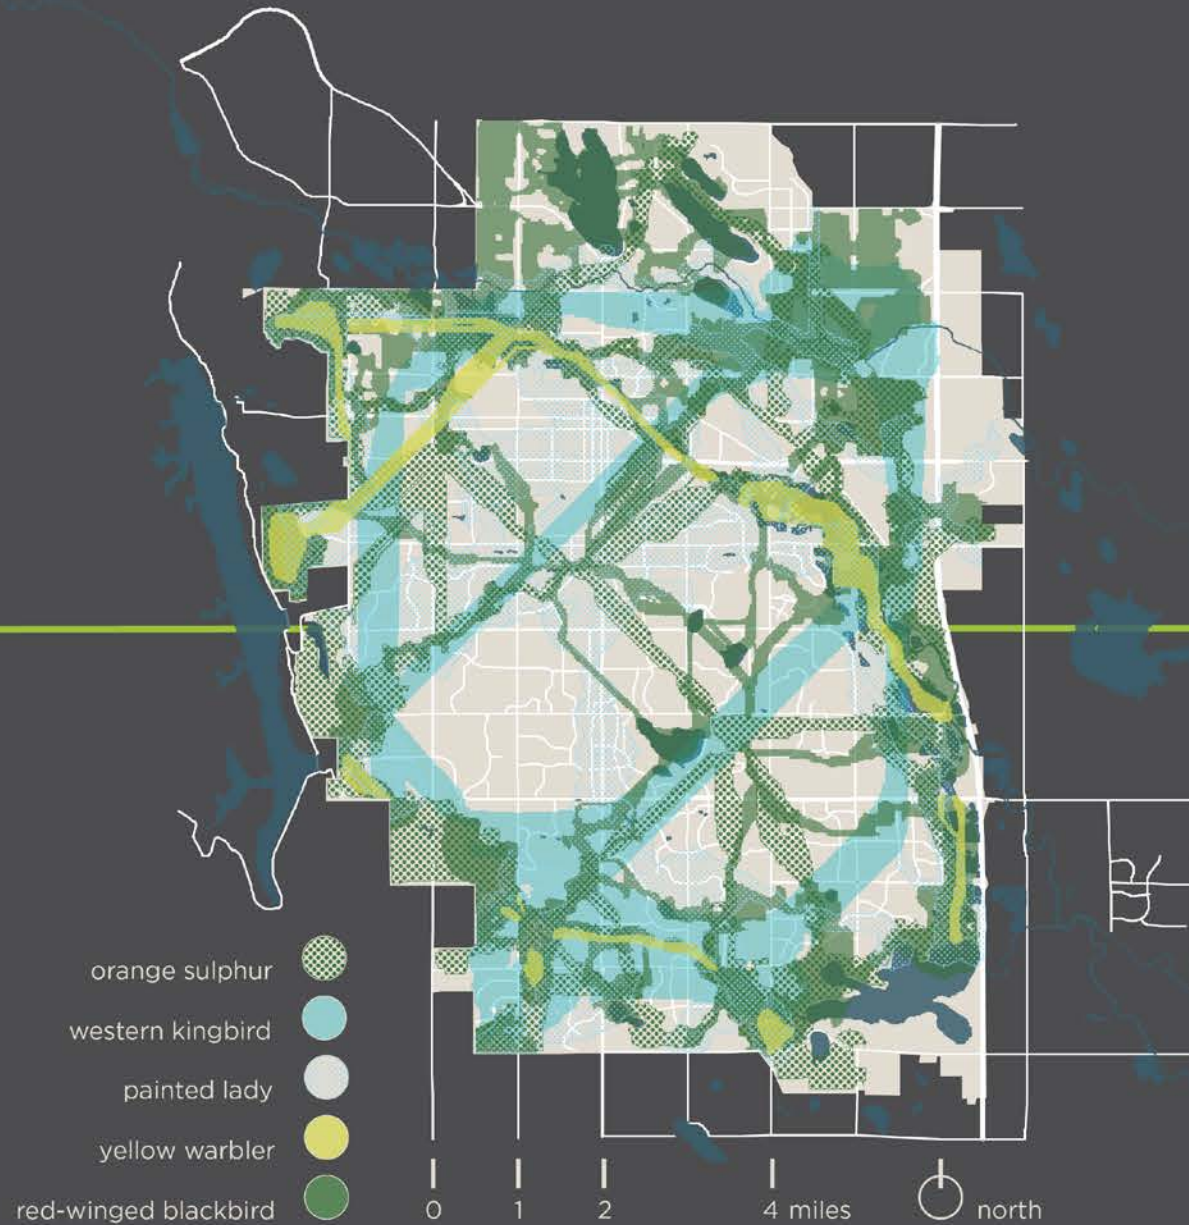 orange sulphur
western kingbird
painted lady
yellow warbler
red-winged blackbird
0 1 2 4 miles north